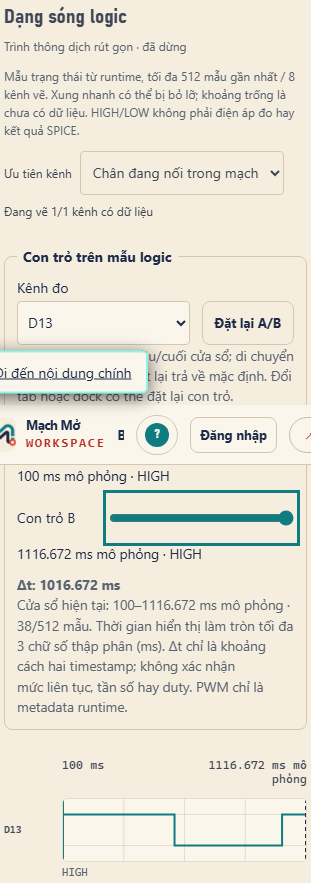 Dạng sóng logic
Trình thông dịch rút gọn · đã dừng
Mẫu trạng thái từ runtime, tối đa 512 mẫu gần nhất / 8
kênh vẽ. Xung nhanh có thể bị bỏ lỡ; khoảng trống là
chưa có dữ liệu. HIGH/LOW không phải điện áp đo hay
kết quả SPICE.
Ưu tiên kênh
Chân đang nối trong mạch
Đang vẽ 1/1 kênh có dữ liệu
Con trỏ trên mẫu logic
Kênh đo
D13
Đặt lại A/B
u/cuối cửa sổ; di chuyển
Di đến nội dung chính
t lại trả về mặc định. Đổi
tab hoặc dock có thể đặt lại con trỏ.
Mạch Mở
WORKSPACE
?
Đăng nhập
100 ms mô phỏng · HIGH
Con trỏ B
1116.672 ms mô phỏng · HIGH
Δt: 1016.672 ms
Cửa sổ hiện tại: 100–1116.672 ms mô phỏng ·
38/512 mẫu. Thời gian hiển thị làm tròn tối đa
3 chữ số thập phân (ms). Δt chỉ là khoảng
cách hai timestamp; không xác nhận
mức liên tục, tần số hay duty. PWM chỉ là
metadata runtime.
100 ms
1116.672 ms mô
phỏng
D13
HIGH